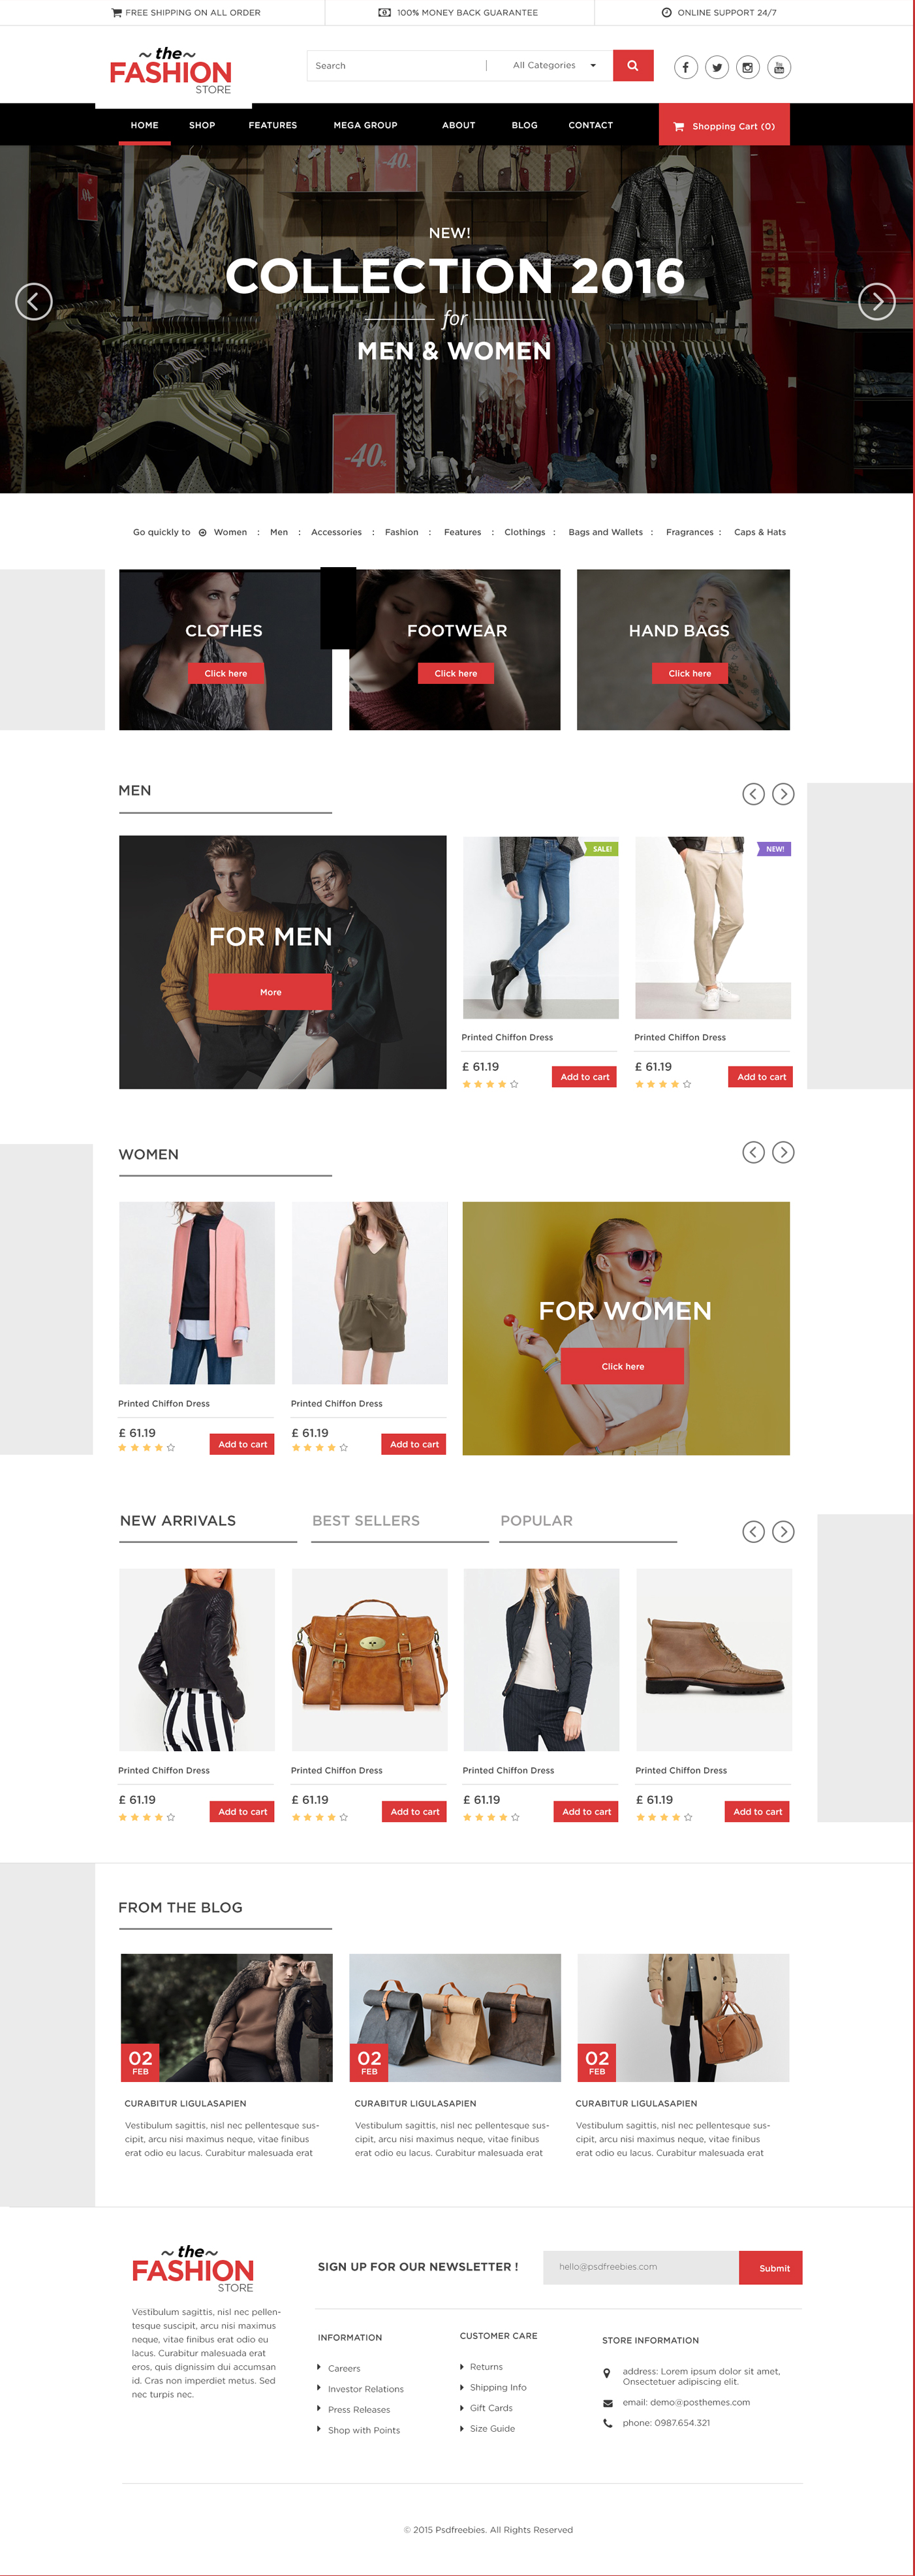 FREE SHIPPING ON ALL ORDER
100% MONEY BACK GUARANTEE
ONLINE SUPPORT 24/7
~the~
FASHION
STORE
Search | All Categories
HOME SHOP FEATURES MEGA GROUP ABOUT BLOG CONTACT
Shopping Cart (0)
-40%
NEW!
COLLECTION 2016
for
MEN & WOMEN
-40%
Go quickly to Women : Men : Accessories : Fashion : Features : Clothings : Bags and Wallets : Fragrances : Caps & Hats
CLOTHES
Click here
FOOTWEAR
Click here
HAND BAGS
Click here
MEN
FOR MEN
More
SALE!
Printed Chiffon Dress
£ 61.19
Add to cart
NEW!
Printed Chiffon Dress
£ 61.19
Add to cart
WOMEN
Printed Chiffon Dress
£ 61.19
Add to cart
Printed Chiffon Dress
£ 61.19
Add to cart
FOR WOMEN
Click here
NEW ARRIVALS
BEST SELLERS
POPULAR
Printed Chiffon Dress
£ 61.19
Add to cart
Printed Chiffon Dress
£ 61.19
Add to cart
Printed Chiffon Dress
£ 61.19
Add to cart
Printed Chiffon Dress
£ 61.19
Add to cart
FROM THE BLOG
02
FEB
CURABITUR LIGULASAPIEN
Vestibulum sagittis, nisl nec pellentesque sus-
cipit, arcu nisi maximus neque, vitae finibus
erat odio eu lacus. Curabitur malesuada erat
02
FEB
CURABITUR LIGULASAPIEN
Vestibulum sagittis, nisl nec pellentesque sus-
cipit, arcu nisi maximus neque, vitae finibus
erat odio eu lacus. Curabitur malesuada erat
02
FEB
CURABITUR LIGULASAPIEN
Vestibulum sagittis, nisl nec pellentesque sus-
cipit, arcu nisi maximus neque, vitae finibus
erat odio eu lacus. Curabitur malesuada erat
~the~
FASHION
STORE
Vestibulum sagittis, nisl nec pellen-
tesque suscipit, arcu nisi maximus
neque, vitae finibus erat odio eu
lacus. Curabitur malesuada erat
eros, quis dignissim dui accumsan
id. Cras non imperdiet metus. Sed
nec turpis nec.
SIGN UP FOR OUR NEWSLETTER !
hello@psdfreebies.com
Submit
INFORMATION
Careers
Investor Relations
Press Releases
Shop with Points
CUSTOMER CARE
Returns
Shipping Info
Gift Cards
Size Guide
STORE INFORMATION
address: Lorem ipsum dolor sit amet,
Onsectetuer adipiscing elit.
email: demo@posthemes.com
phone: 0987.654.321
© 2015 Psdfreebies. All Rights Reserved